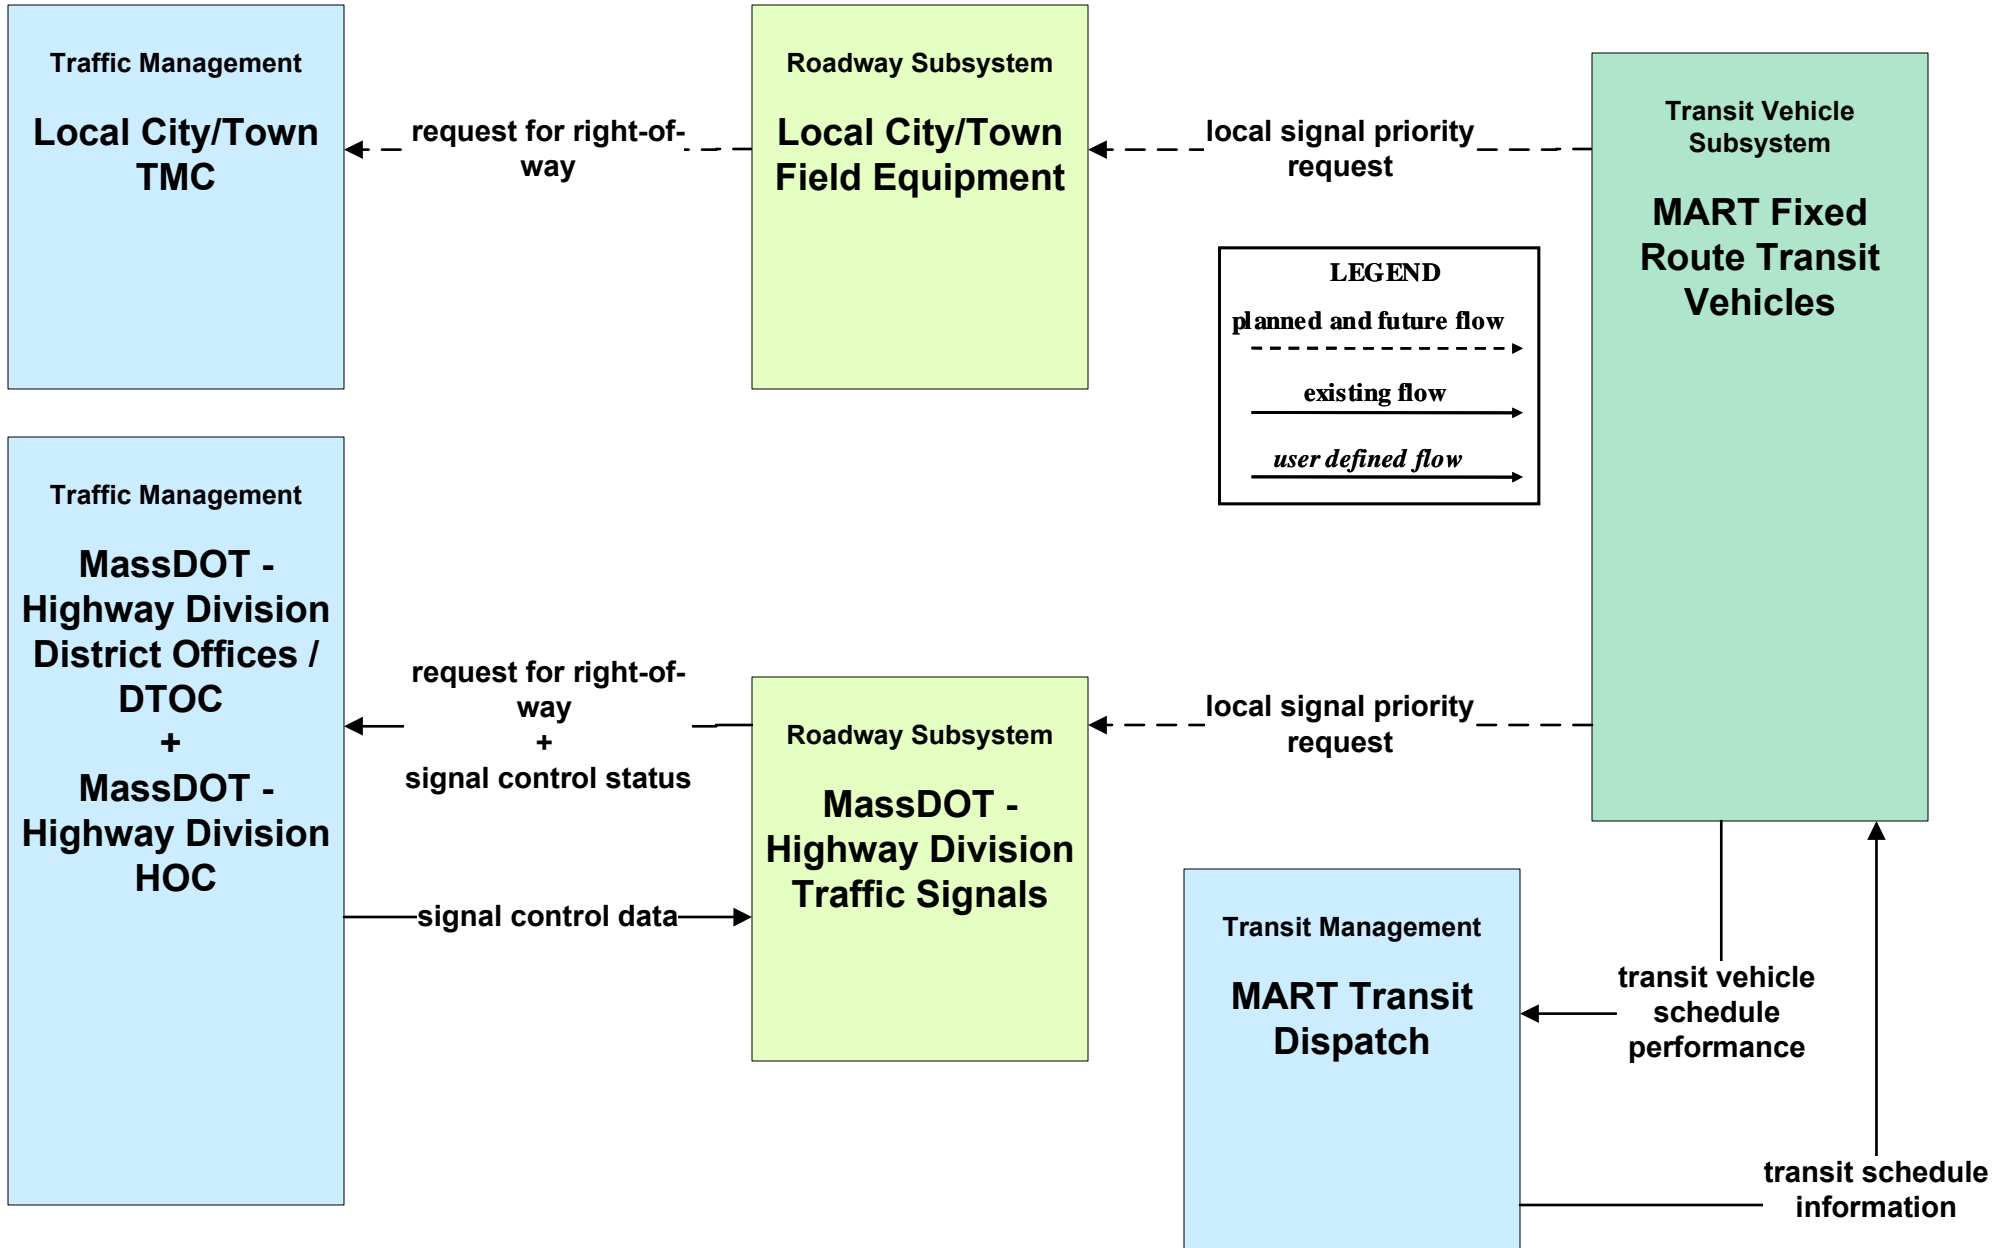 Traffic Management
Local City/Town
TMC
request for right-of-
way
Roadway Subsystem
Local City/Town
Field Equipment
local signal priority
request
Transit Vehicle
Subsystem
MART Fixed
Route Transit
Vehicles
LEGEND
planned and future flow
existing flow
user defined flow
Traffic Management
MassDOT -
Highway Division
District Offices /
DTOC
+
MassDOT -
Highway Division
HOC
request for right-of-
way
+
signal control status
signal control data
Roadway Subsystem
MassDOT -
Highway Division
Traffic Signals
local signal priority
request
Transit Management
MART Transit
Dispatch
transit vehicle
schedule
performance
transit schedule
information